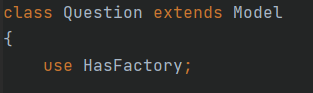 class Question extends Model
{
    use HasFactory;